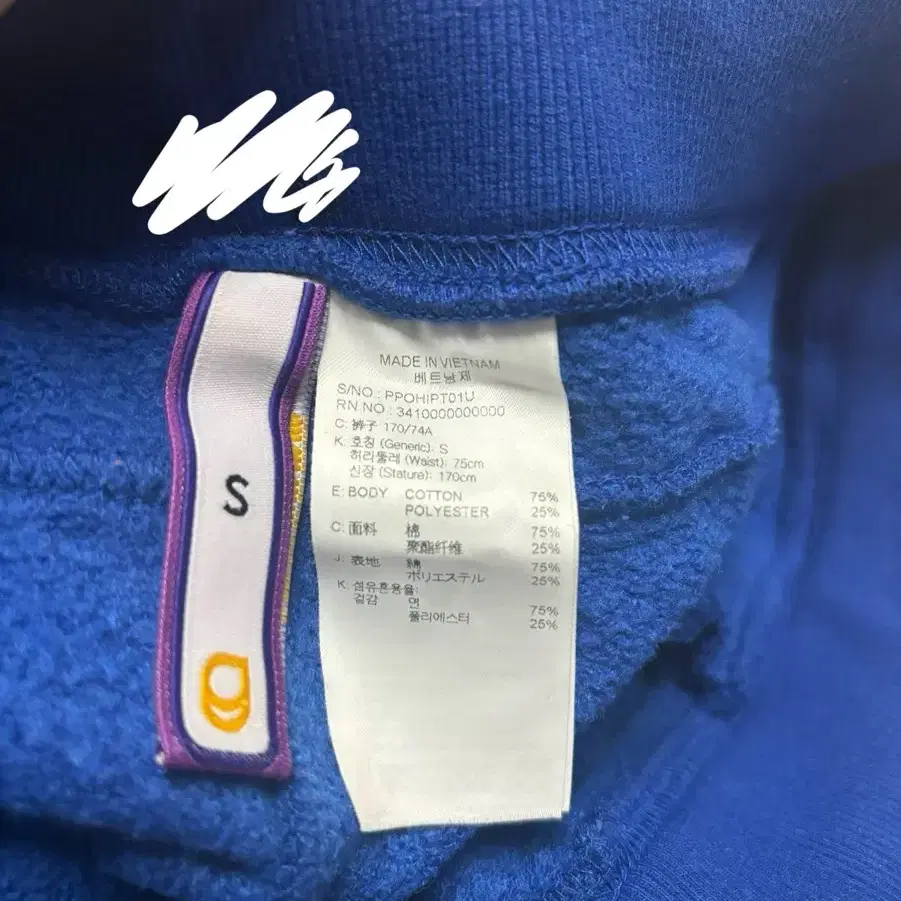 S
MADE IN VIETNAM
베트남제
S/NO : PPOHIPT01U
RN NO : 3410000000000
C: 裤子 170/74A
K: 호칭 (Generic): S
허리둘레 (Waist): 75cm
신장 (Stature): 170cm
E: BODY COTTON 75%
POLYESTER 25%
C: 面料 棉 75%
聚酯纤维 25%
J: 表地 綿 75%
ポリエステル 25%
K: 섬유혼용율:
겉감 면 75%
폴리에스터 25%